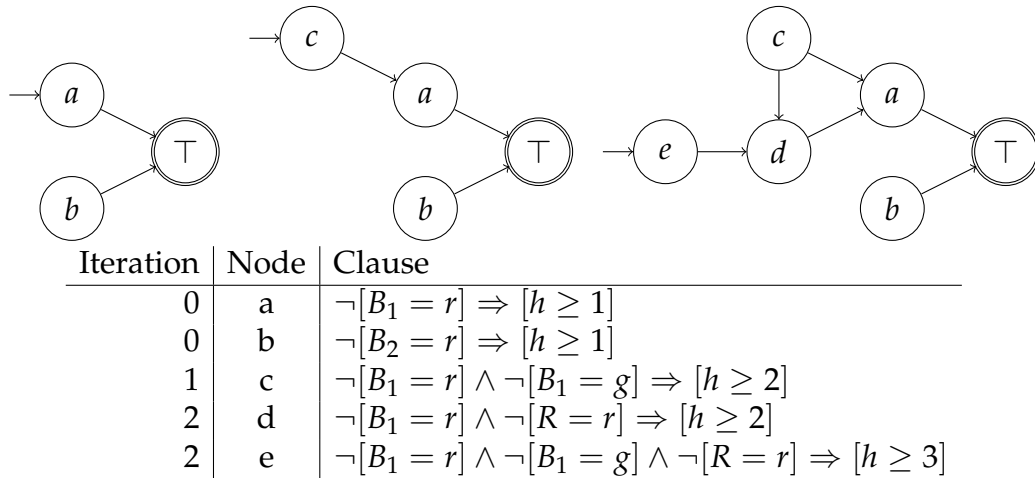 a
b
⊤
c
a
b
⊤
c
a
e
d
b
⊤
Iteration Node Clause
0 a ¬[B₁ = r] ⇒ [h ≥ 1]
0 b ¬[B₂ = r] ⇒ [h ≥ 1]
1 c ¬[B₁ = r] ∧ ¬[B₁ = g] ⇒ [h ≥ 2]
2 d ¬[B₁ = r] ∧ ¬[R = r] ⇒ [h ≥ 2]
2 e ¬[B₁ = r] ∧ ¬[B₁ = g] ∧ ¬[R = r] ⇒ [h ≥ 3]